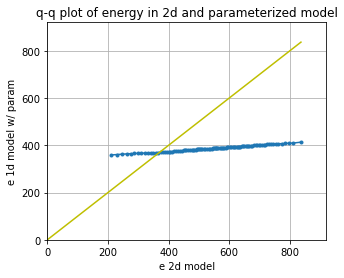 q-q plot of energy in 2d and parameterized model
e 1d model w/ param
800
600
400
200
0
0 200 400 600 800
e 2d model